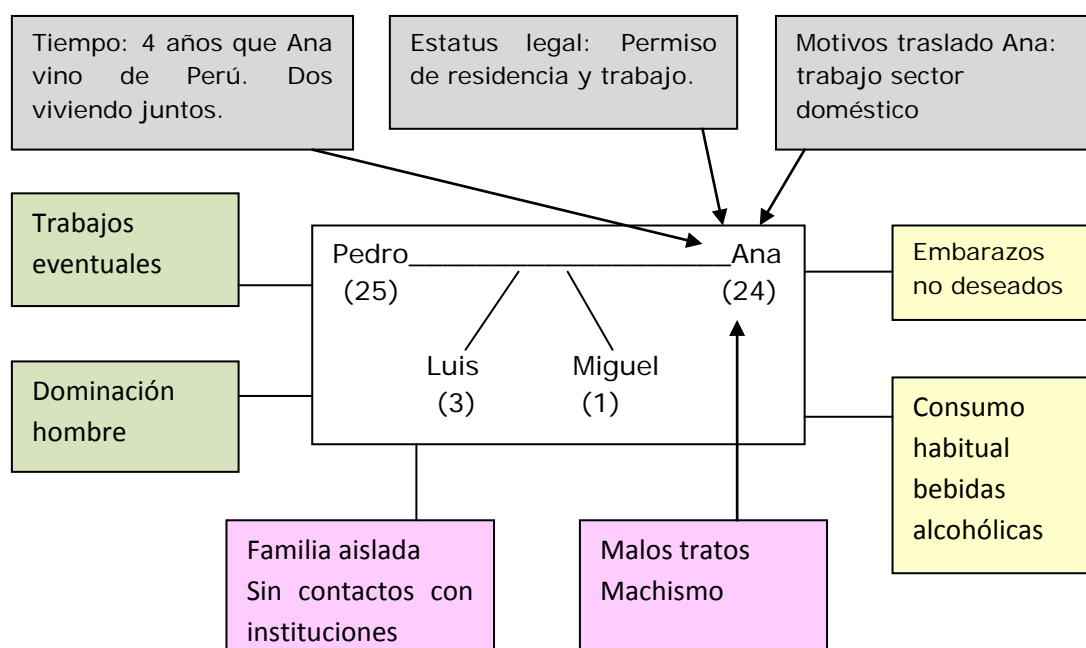 Tiempo: 4 años que Ana
vino de Perú. Dos
viviendo juntos.
Estatus legal: Permiso
de residencia y trabajo.
Motivos traslado Ana:
trabajo sector
doméstico
Trabajos
eventuales
Pedro___________________Ana
(25) (24)
Luis Miguel
(3) (1)
Embarazos
no deseados
Dominación
hombre
Consumo
habitual
bebidas
alcohólicas
Familia aislada
Sin contactos con
instituciones
Malos tratos
Machismo